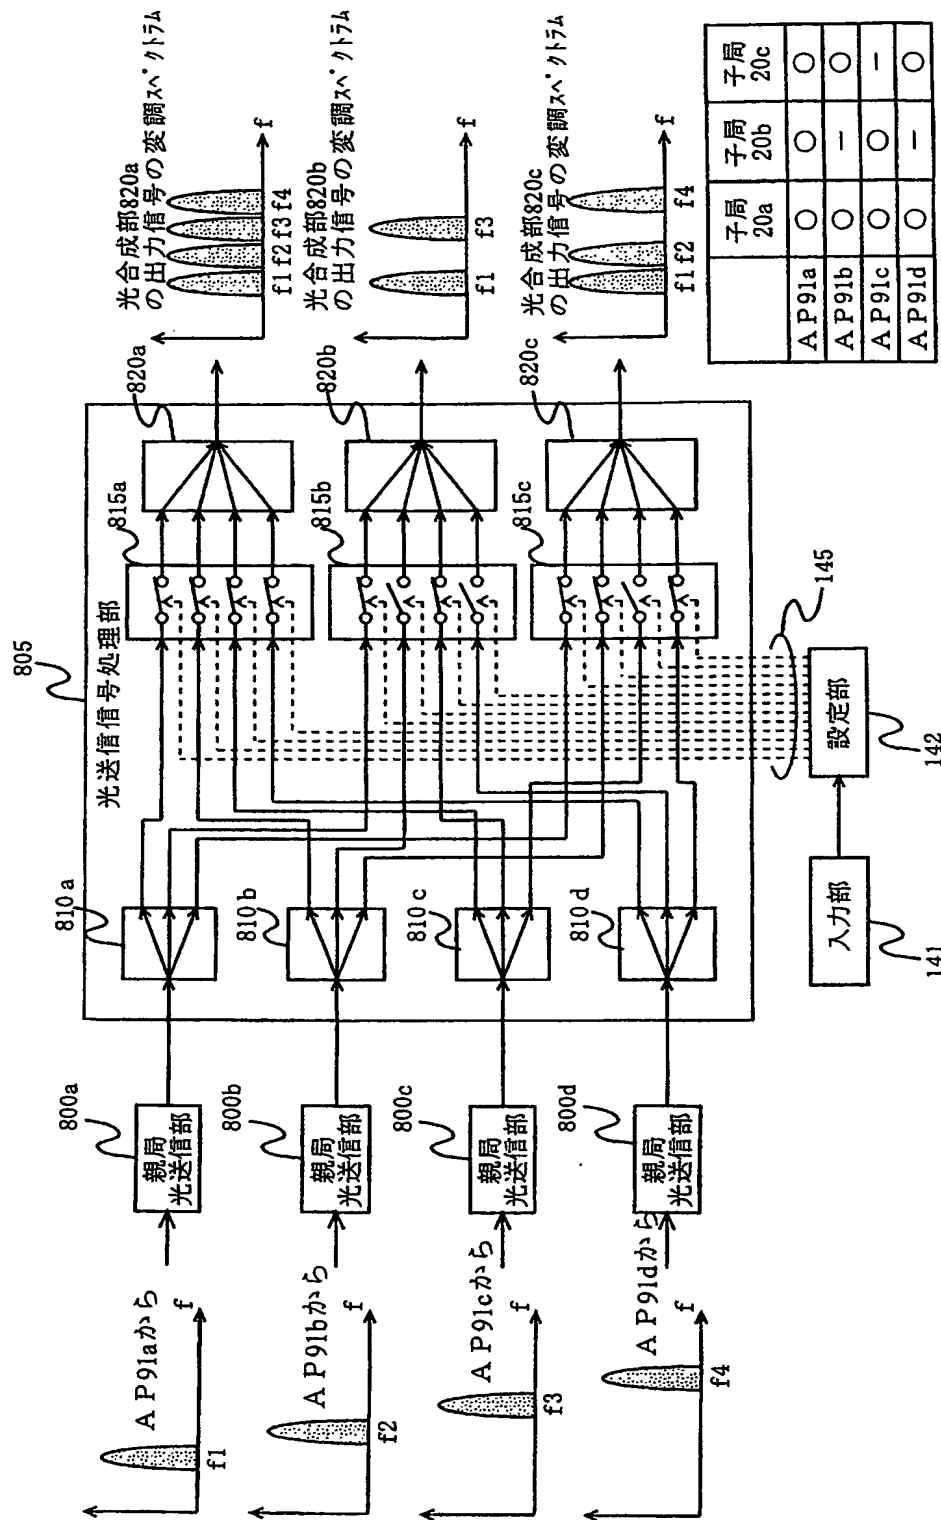 AP91aから
f
f1
AP91bから
f
f2
AP91cから
f
f3
AP91dから
f
f4
800a
親局
光送信部
800b
親局
光送信部
800c
親局
光送信部
800d
親局
光送信部
805
光送信信号処理部
810a
810b
810c
810d
815a
815b
815c
820a
820b
820c
145
入力部
141
設定部
142
光合成部820a
の出力信号の変調スペクトラム
f1 f2 f3 f4
f
光合成部820b
の出力信号の変調スペクトラム
f1 f3
f
光合成部820c
の出力信号の変調スペクトラム
f1 f2 f4
f
子局
20a
子局
20b
子局
20c
AP91a ○ ○ ○
AP91b ○ − ○
AP91c ○ ○ −
AP91d ○ − ○